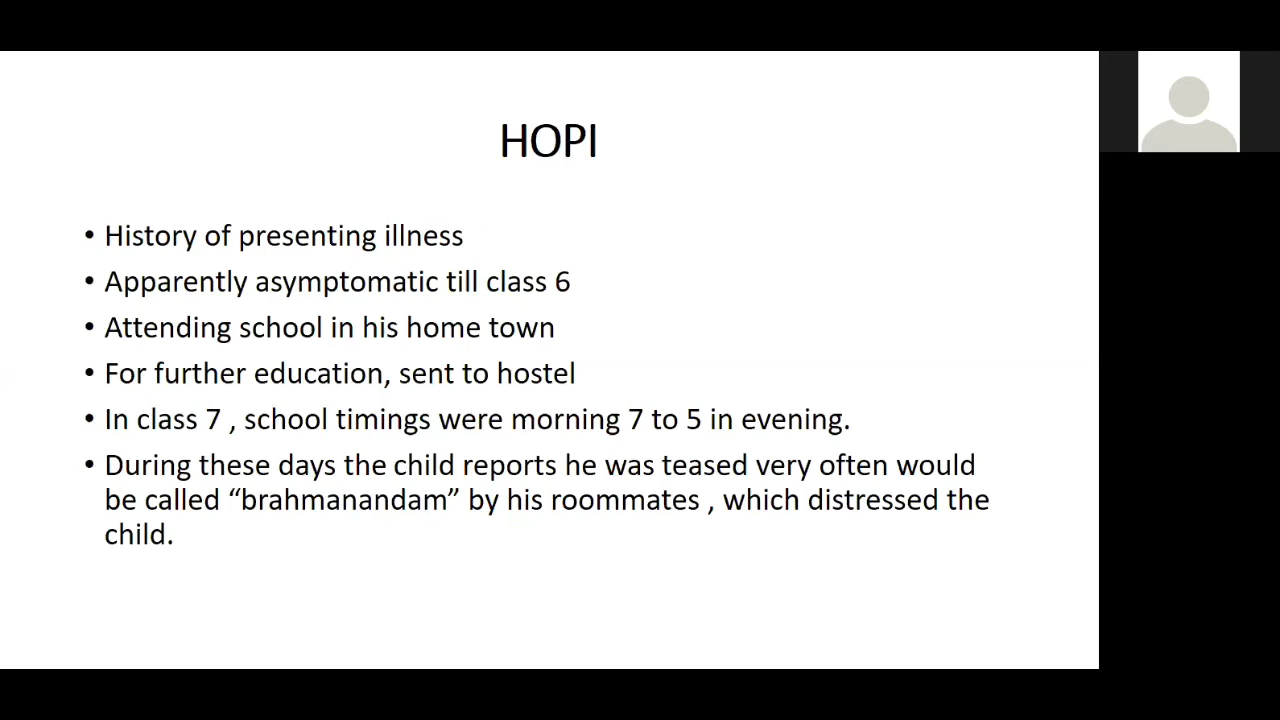 HOPI
• History of presenting illness
• Apparently asymptomatic till class 6
• Attending school in his home town
• For further education, sent to hostel
• In class 7 , school timings were morning 7 to 5 in evening.
• During these days the child reports he was teased very often would
be called “brahmanandam” by his roommates , which distressed the
child.